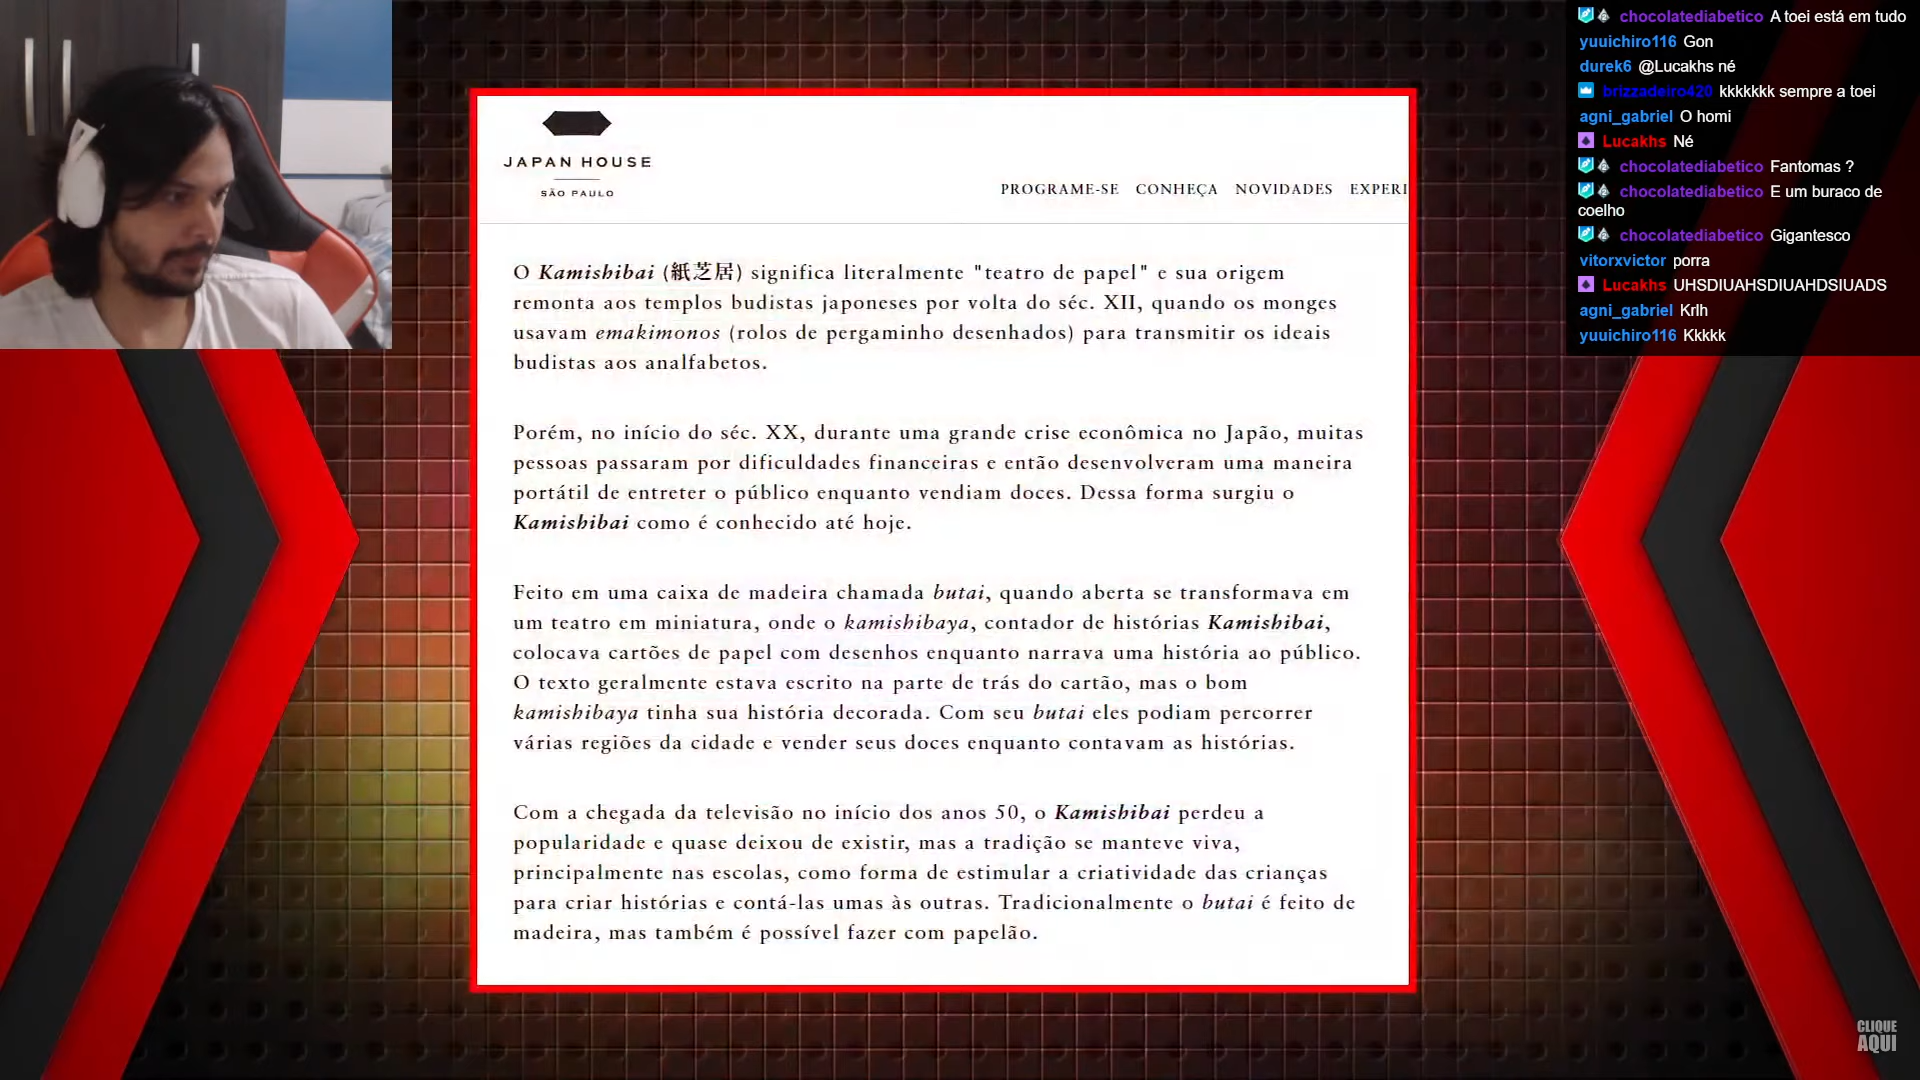 JAPAN HOUSE
SÃO PAULO
PROGRAME-SE CONHEÇA NOVIDADES EXPERI
O Kamishibai (紙芝居) significa literalmente "teatro de papel" e sua origem
remonta aos templos budistas japoneses por volta do séc. XII, quando os monges
usavam emakimonos (rolos de pergaminho desenhados) para transmitir os ideais
budistas aos analfabetos.
Porém, no início do séc. XX, durante uma grande crise econômica no Japão, muitas
pessoas passaram por dificuldades financeiras e então desenvolveram uma maneira
portátil de entreter o público enquanto vendiam doces. Dessa forma surgiu o
Kamishibai como é conhecido até hoje.
Feito em uma caixa de madeira chamada butai, quando aberta se transformava em
um teatro em miniatura, onde o kamishibaya, contador de histórias Kamishibai,
colocava cartões de papel com desenhos enquanto narrava uma história ao público.
O texto geralmente estava escrito na parte de trás do cartão, mas o bom
kamishibaya tinha sua história decorada. Com seu butai eles podiam percorrer
várias regiões da cidade e vender seus doces enquanto contavam as histórias.
Com a chegada da televisão no início dos anos 50, o Kamishibai perdeu a
popularidade e quase deixou de existir, mas a tradição se manteve viva,
principalmente nas escolas, como forma de estimular a criatividade das crianças
para criar histórias e contá-las umas às outras. Tradicionalmente o butai é feito de
madeira, mas também é possível fazer com papelão.
chocolatediabetico A toei está em tudo
yuuichiro116 Gon
durek6 @Lucakhs né
brizzadeiro420 kkkkkkk sempre a toei
agni_gabriel O homi
Lucakhs Né
chocolatediabetico Fantomas ?
chocolatediabetico E um buraco de
coelho
chocolatediabetico Gigantesco
vitorxvictor porra
Lucakhs UHSDIUAHSDIUAHDSIUADS
agni_gabriel Krlh
yuuichiro116 Kkkkk
CLIQUE
AQUI